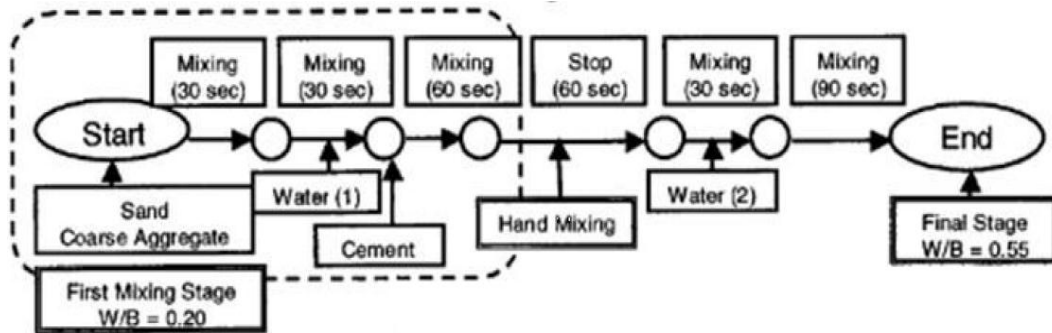 Mixing
(30 sec)
Mixing
(30 sec)
Mixing
(60 sec)
Stop
(60 sec)
Mixing
(30 sec)
Mixing
(90 sec)
Start
End
Sand
Coarse Aggregate
Water (1)
Cement
Hand Mixing
Water (2)
Final Stage
W/B = 0.55
First Mixing Stage
W/B = 0.20